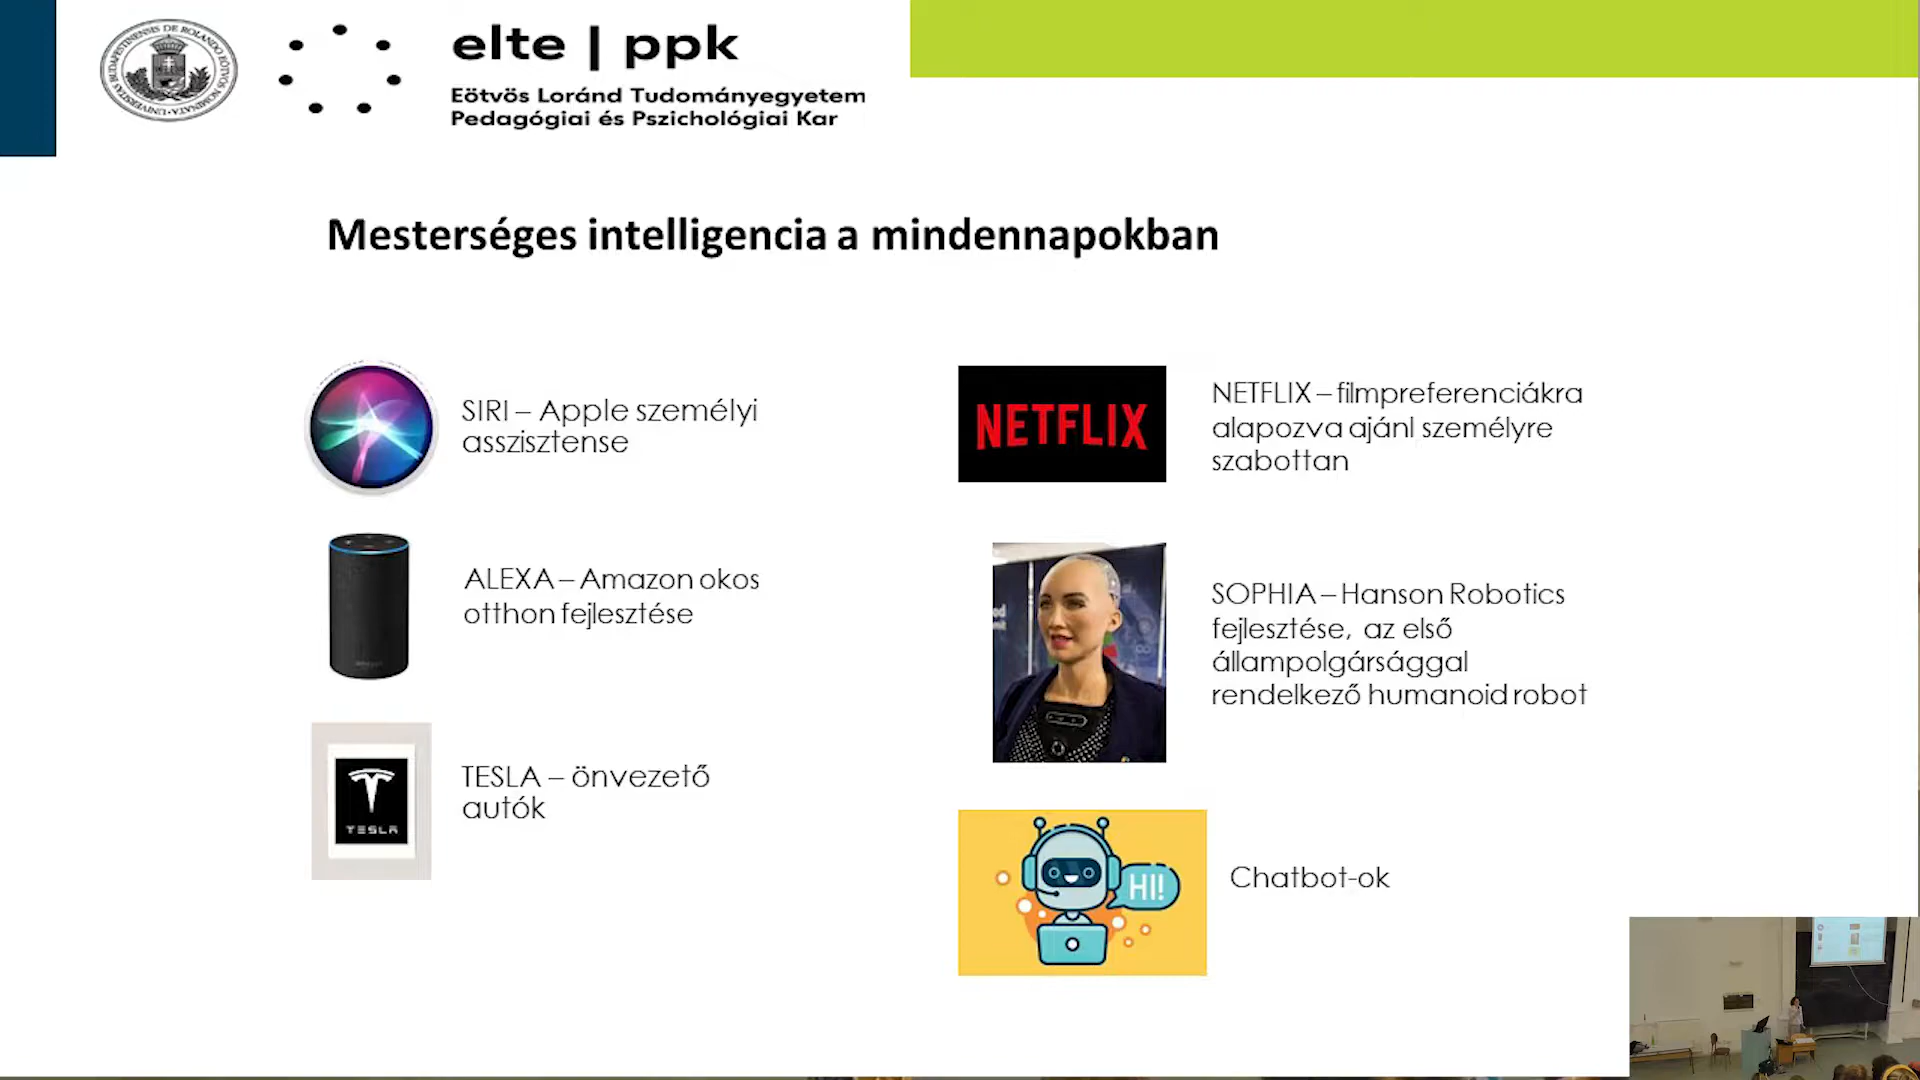 elte | ppk
Eötvös Loránd Tudományegyetem
Pedagógiai és Pszichológiai Kar
Mesterséges intelligencia a mindennapokban
SIRI – Apple személyi
asszisztense
ALEXA – Amazon okos
otthon fejlesztése
TESLA
TESLA – önvezető
autók
NETFLIX
NETFLIX – filmpreferenciákra
alapozva ajánl személyre
szabottan
SOPHIA – Hanson Robotics
fejlesztése, az első
állampolgársággal
rendelkező humanoid robot
HI!
Chatbot-ok